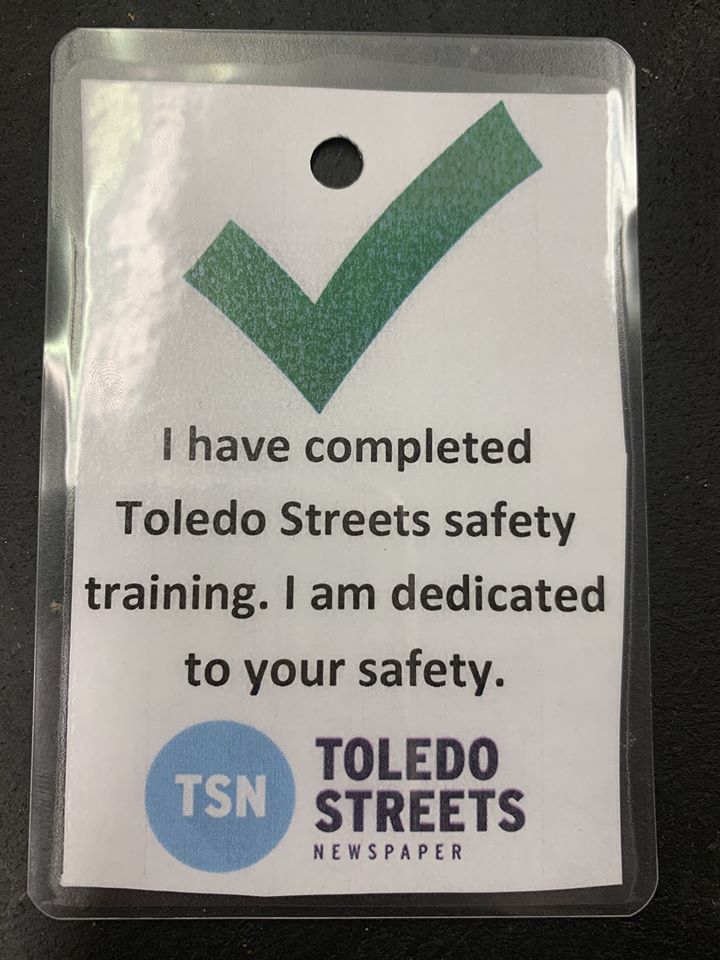 I have completed
Toledo Streets safety
training. I am dedicated
to your safety.
TSN
TOLEDO
STREETS
NEWSPAPER